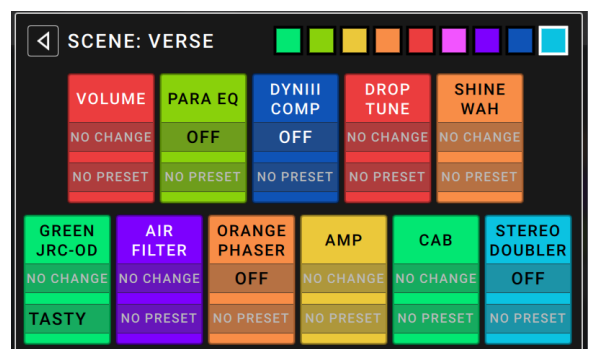 SCENE: VERSE
VOLUME
NO CHANGE
NO PRESET
PARA EQ
OFF
NO PRESET
DYNIII
COMP
OFF
NO PRESET
DROP
TUNE
NO CHANGE
NO PRESET
SHINE
WAH
NO CHANGE
NO PRESET
GREEN
JRC-OD
NO CHANGE
TASTY
AIR
FILTER
NO CHANGE
NO PRESET
ORANGE
PHASER
OFF
NO PRESET
AMP
NO CHANGE
NO PRESET
CAB
NO CHANGE
NO PRESET
STEREO
DOUBLER
OFF
NO PRESET